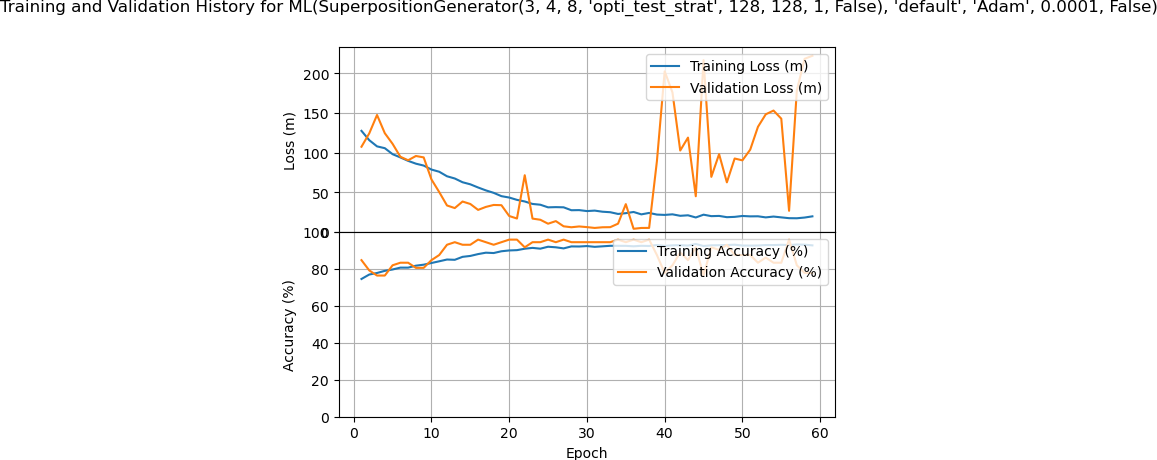 Training and Validation History for ML(SuperpositionGenerator(3, 4, 8, 'opti_test_strat', 128, 128, 1, False), 'default', 'Adam', 0.0001, False)
Training Loss (m)
Validation Loss (m)
200
150
100
50
0
Loss (m)
Training Accuracy (%)
Validation Accuracy (%)
100
80
60
40
20
0
Accuracy (%)
0 10 20 30 40 50 60
Epoch